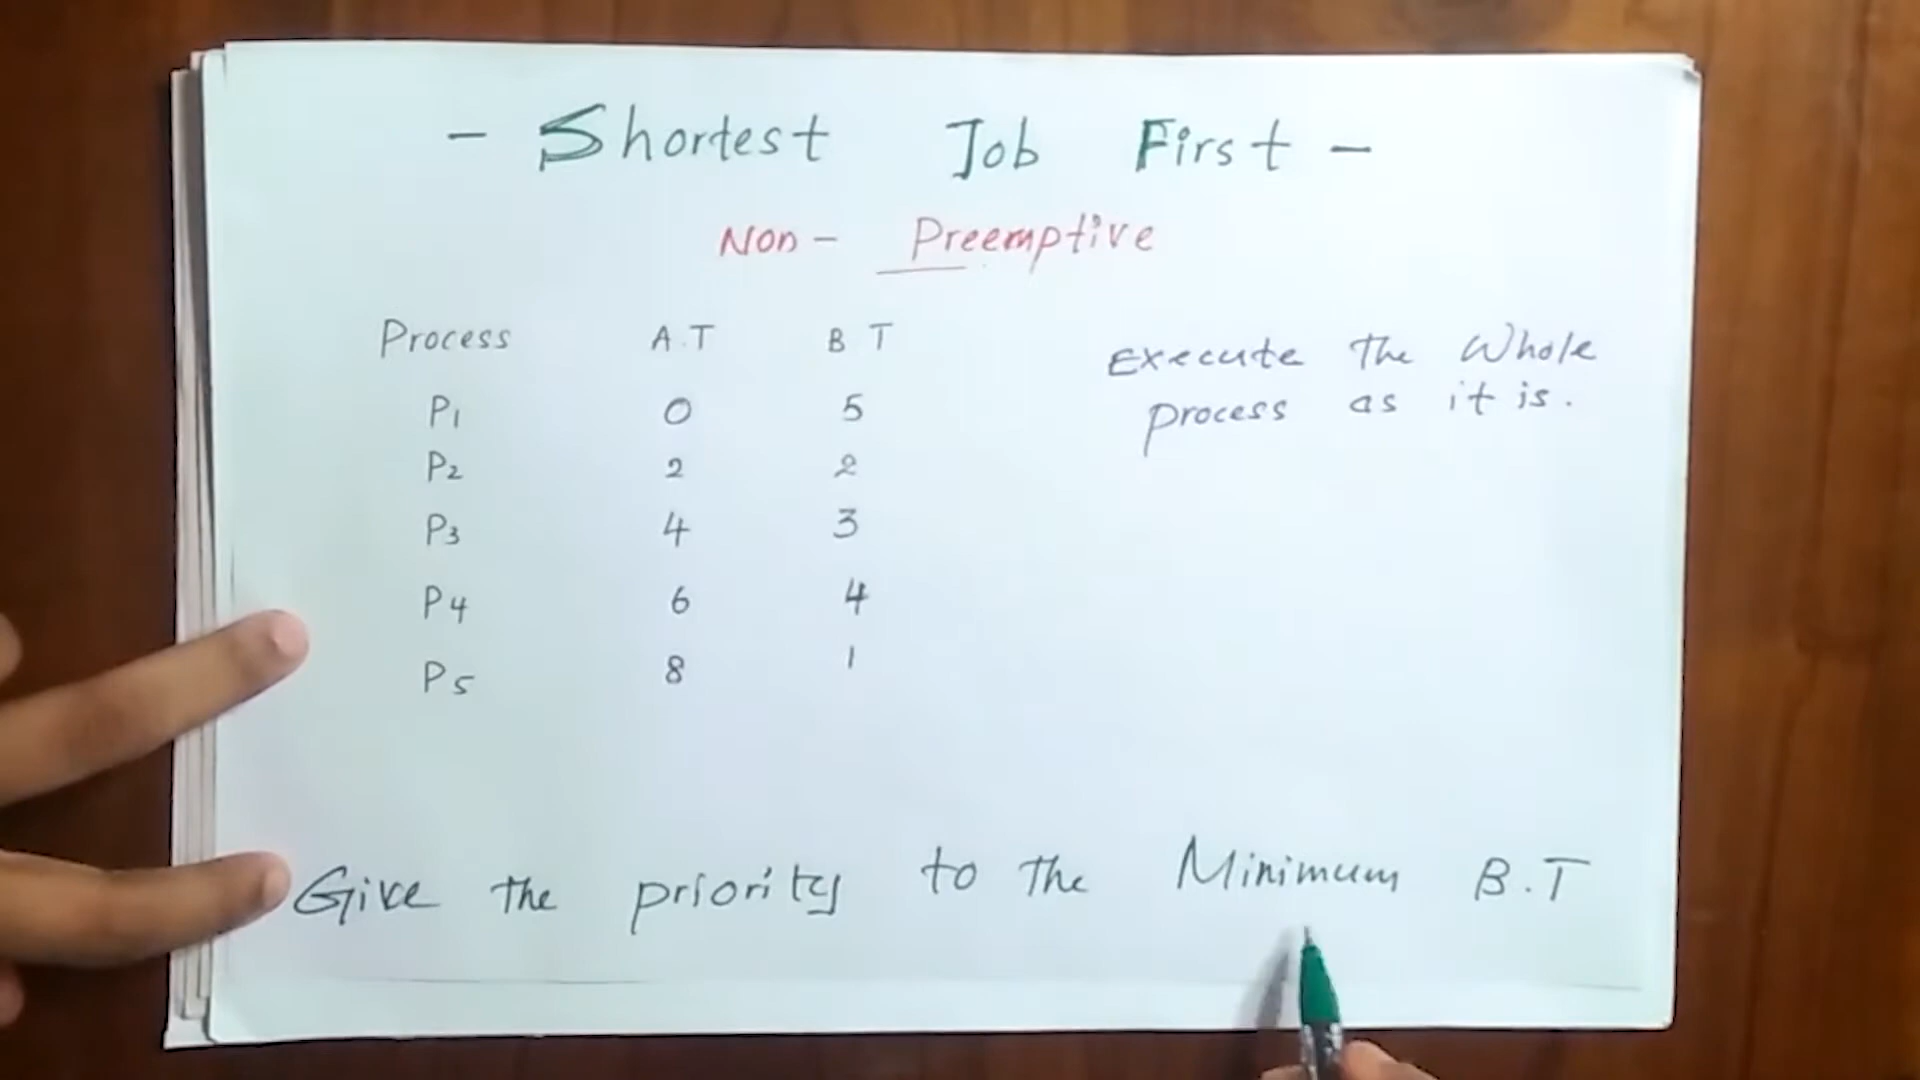 - Shortest Job First -
Non- Preemptive
Process A.T B T
P1 0 5
P2 2 2
P3 4 3
P4 6 4
P5 8 1
Execute The Whole
process as it is.
Give the priority to The Minimum B.T